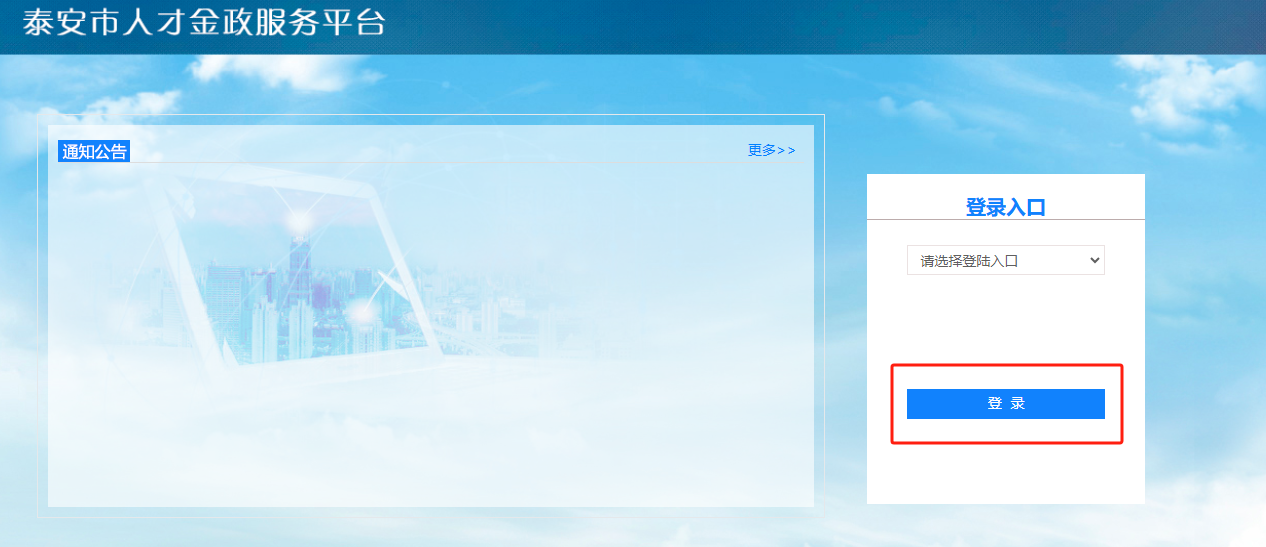 泰安市人才金政服务平台
通知公告
更多>>
登录入口
请选择登陆入口
登 录